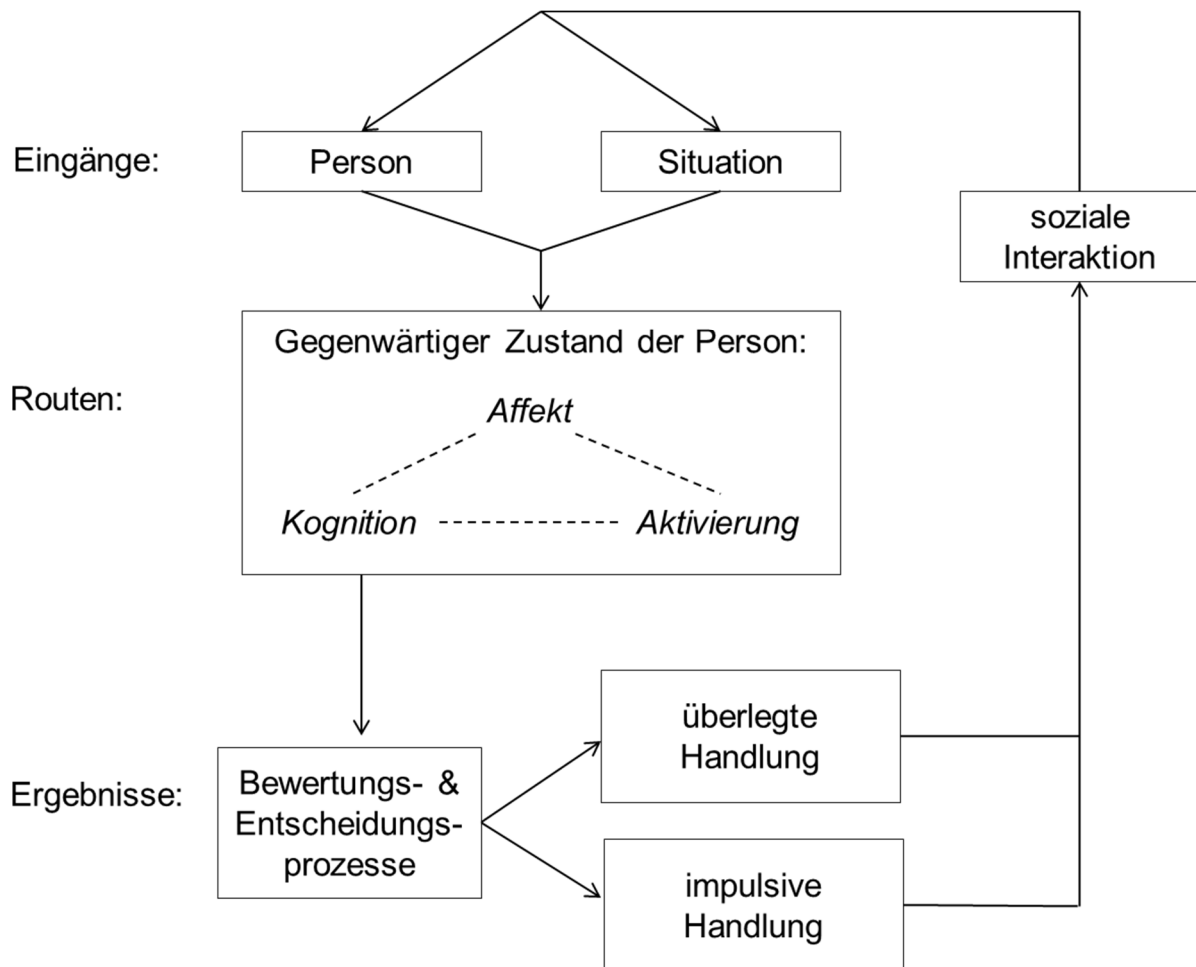 Eingänge:
Person
Situation
soziale
Interaktion
Gegenwärtiger Zustand der Person:
Routen:
Affekt
Kognition
Aktivierung
Ergebnisse:
Bewertungs- &
Entscheidungs-
prozesse
überlegte
Handlung
impulsive
Handlung